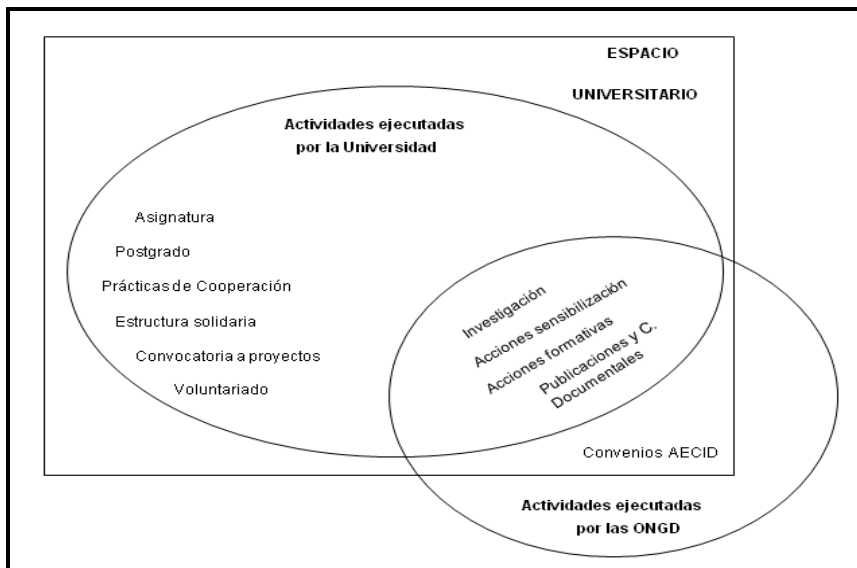 ESPACIO
UNIVERSITARIO
Actividades ejecutadas
por la Universidad
Asignatura
Postgrado
Prácticas de Cooperación
Estructura solidaria
Convocatoria a proyectos
Voluntariado
Investigación
Acciones sensibilización
Acciones formativas
Publicaciones y C.
Documentales
Convenios AECID
Actividades ejecutadas
por las ONGD